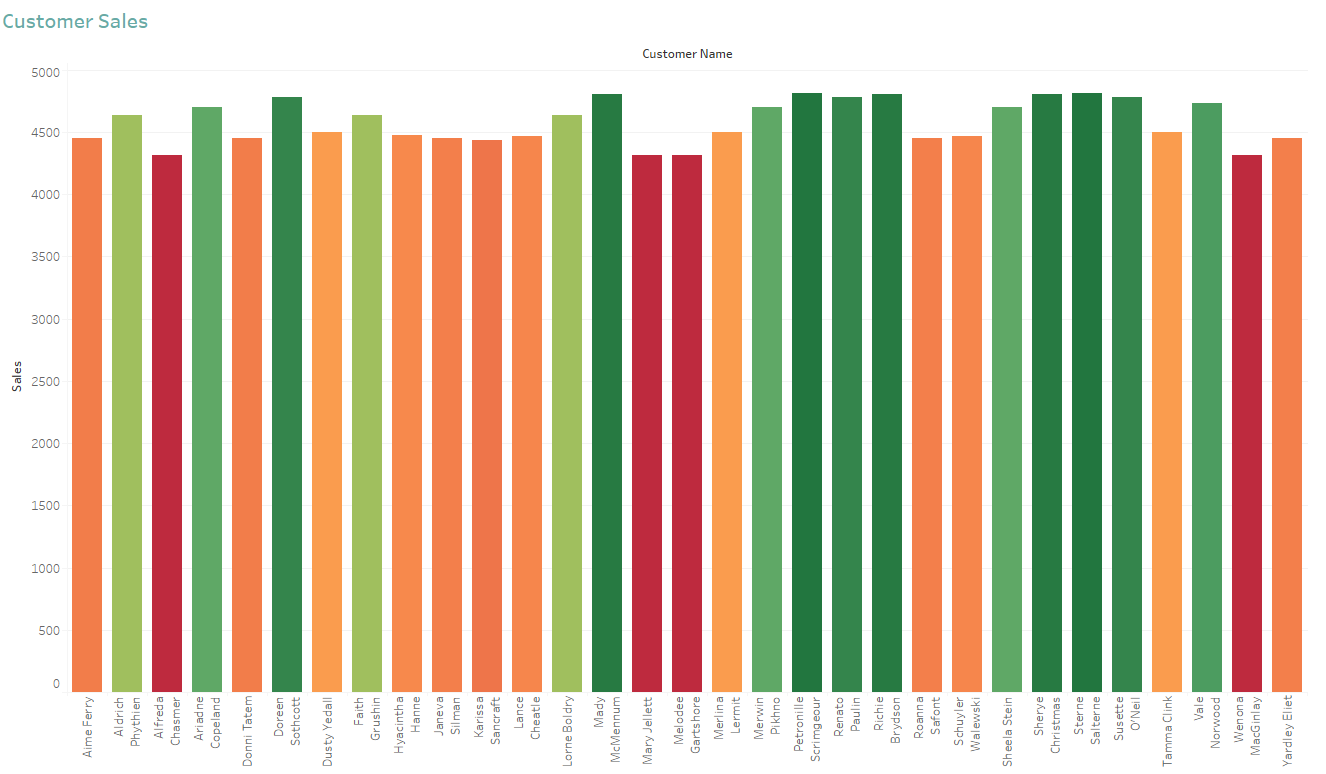 Customer Sales
Customer Name
5000
4500
4000
3500
3000
2500
2000
1500
1000
500
0
Sales
Aime Ferry
Aldrich
Phythien
Alfreda
Chasmer
Ariadne
Copeland
Donni Tatem
Doreen
Sothcott
Dusty Yedall
Faith
Grushin
Hyacintha
Hanne
Janeva
Silman
Karissa
Sancraft
Lance
Cheatle
Lorne Boldry
Mady
McMennum
Mary Jellett
Melodee
Gartshore
Merlina
Lermit
Merwin
Pikhno
Petronille
Scrimgeour
Renato
Paulin
Richie
Brydson
Roanna
Safont
Schuyler
Walewski
Sheela Stein
Sherye
Christmas
Sterne
Salterne
Susette
O'Neil
Tamma Clink
Vale
Norwood
Wenona
MacGinlay
Yardley Eliet